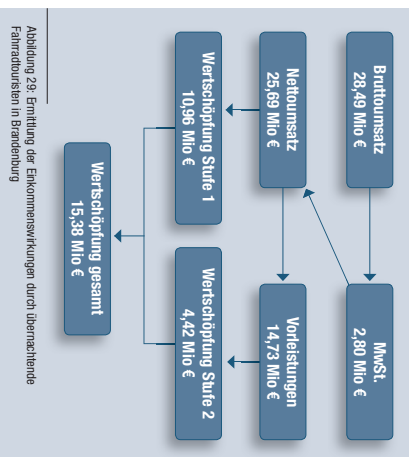 Bruttoumsatz
28,49 Mio €
MwSt.
2,80 Mio €
Nettoumsatz
25,69 Mio €
Vorleistungen
14,73 Mio €
Wertschöpfung Stufe 1
10,96 Mio €
Wertschöpfung Stufe 2
4,42 Mio €
Wertschöpfung gesamt
15,38 Mio €
Abbildung 29: Ermittlung der Einkommenswirkungen durch übernachtende
Fahrradtouristen in Brandenburg